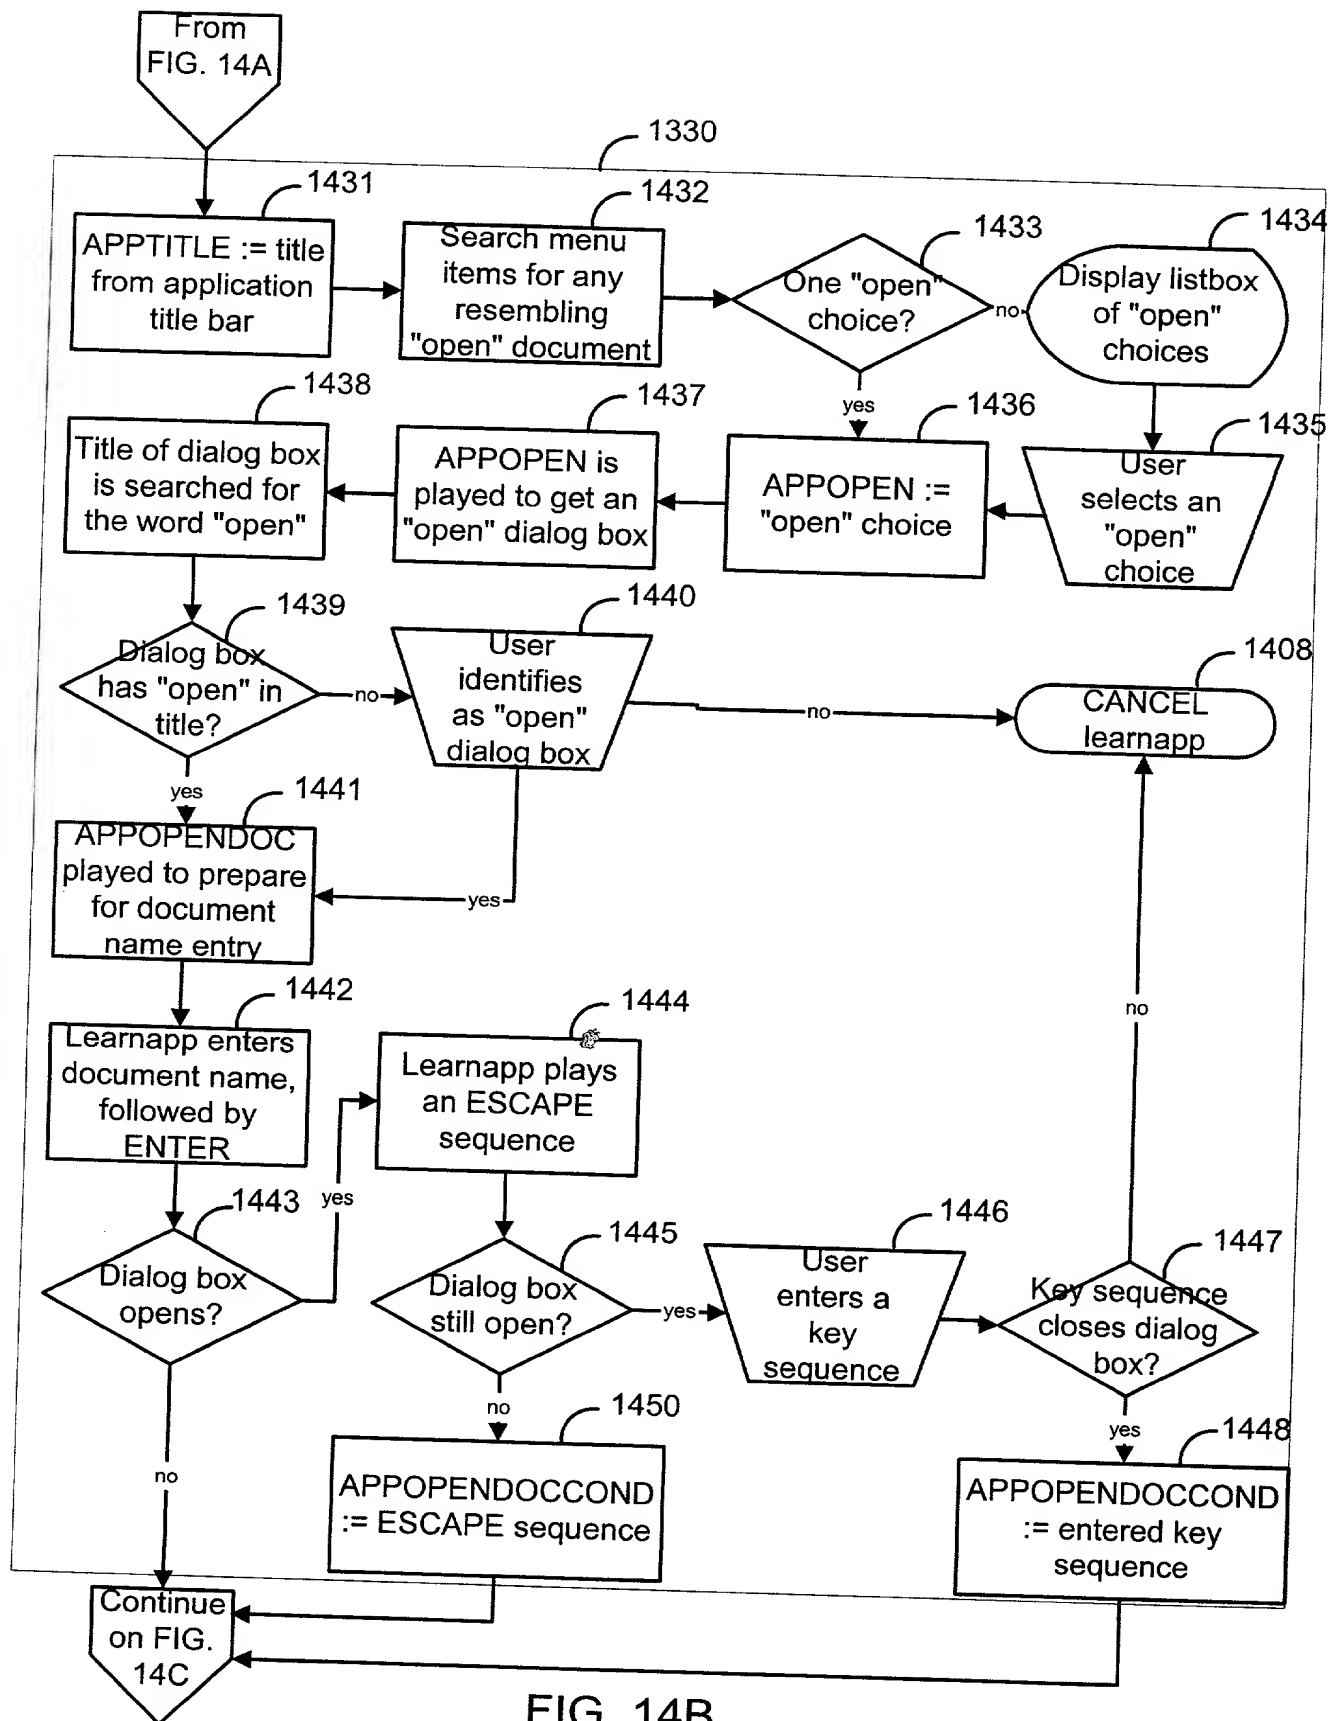 From
FIG. 14A
1330
1431
APPTITLE := title
from application
title bar
1432
Search menu
items for any
resembling
"open" document
1433
One "open"
choice?
no
1434
Display listbox
of "open"
choices
yes
1435
User
selects an
"open"
choice
1436
APPOPEN :=
"open" choice
1437
APPOPEN is
played to get an
"open" dialog box
1438
Title of dialog box
is searched for
the word "open"
1439
Dialog box
has "open" in
title?
no
1440
User
identifies
as "open"
dialog box
no
1408
CANCEL
learnapp
yes
1441
APPOPENDOC
played to prepare
for document
name entry
yes
1442
Learnapp enters
document name,
followed by
ENTER
1443
Dialog box
opens?
yes
1444
Learnapp plays
an ESCAPE
sequence
1445
Dialog box
still open?
yes
1446
User
enters a
key
sequence
1447
Key sequence
closes dialog
box?
no
no
no
yes
1450
APPOPENDOCCOND
:= ESCAPE sequence
1448
APPOPENDOCCOND
:= entered key
sequence
Continue
on FIG.
14C
FIG. 14B